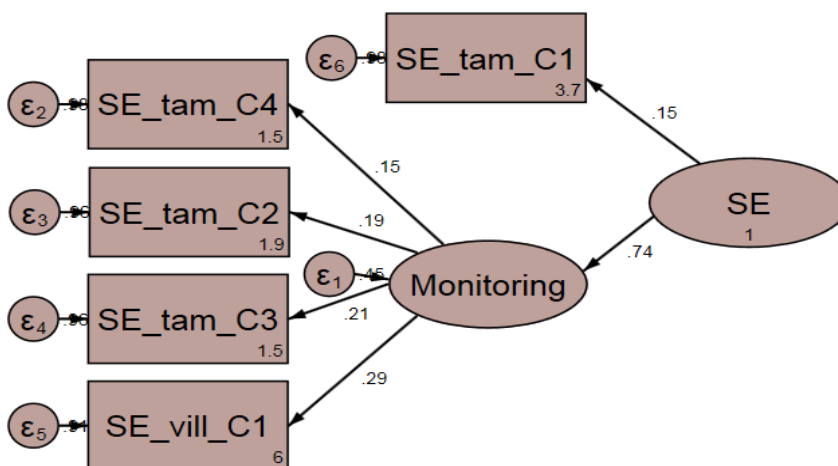 ε6
SE_tam_C1
3.7
ε2
SE_tam_C4
1.5
.15
.15
ε3
SE_tam_C2
1.9
.19
SE
1
.74
ε1
.45
Monitoring
ε4
SE_tam_C3
1.5
.21
.29
ε5
SE_vill_C1
6